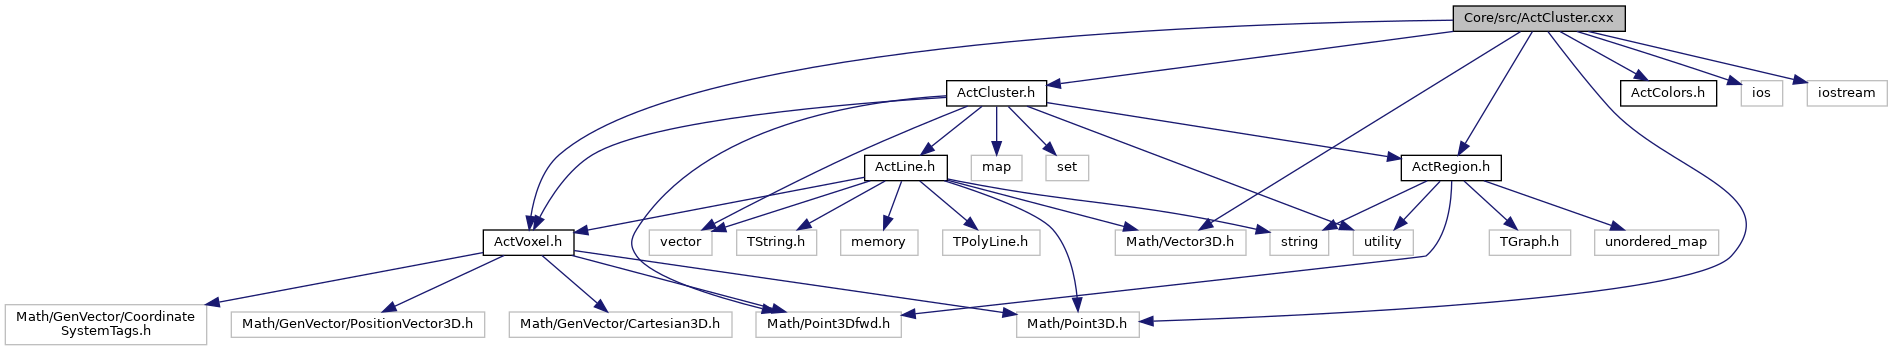 Core/src/ActCluster.cxx
ActCluster.h
ActColors.h
ios
iostream
ActLine.h
map
set
ActRegion.h
ActVoxel.h
vector
TString.h
memory
TPolyLine.h
Math/Vector3D.h
string
utility
TGraph.h
unordered_map
Math/GenVector/Coordinate
SystemTags.h
Math/GenVector/PositionVector3D.h
Math/GenVector/Cartesian3D.h
Math/Point3Dfwd.h
Math/Point3D.h